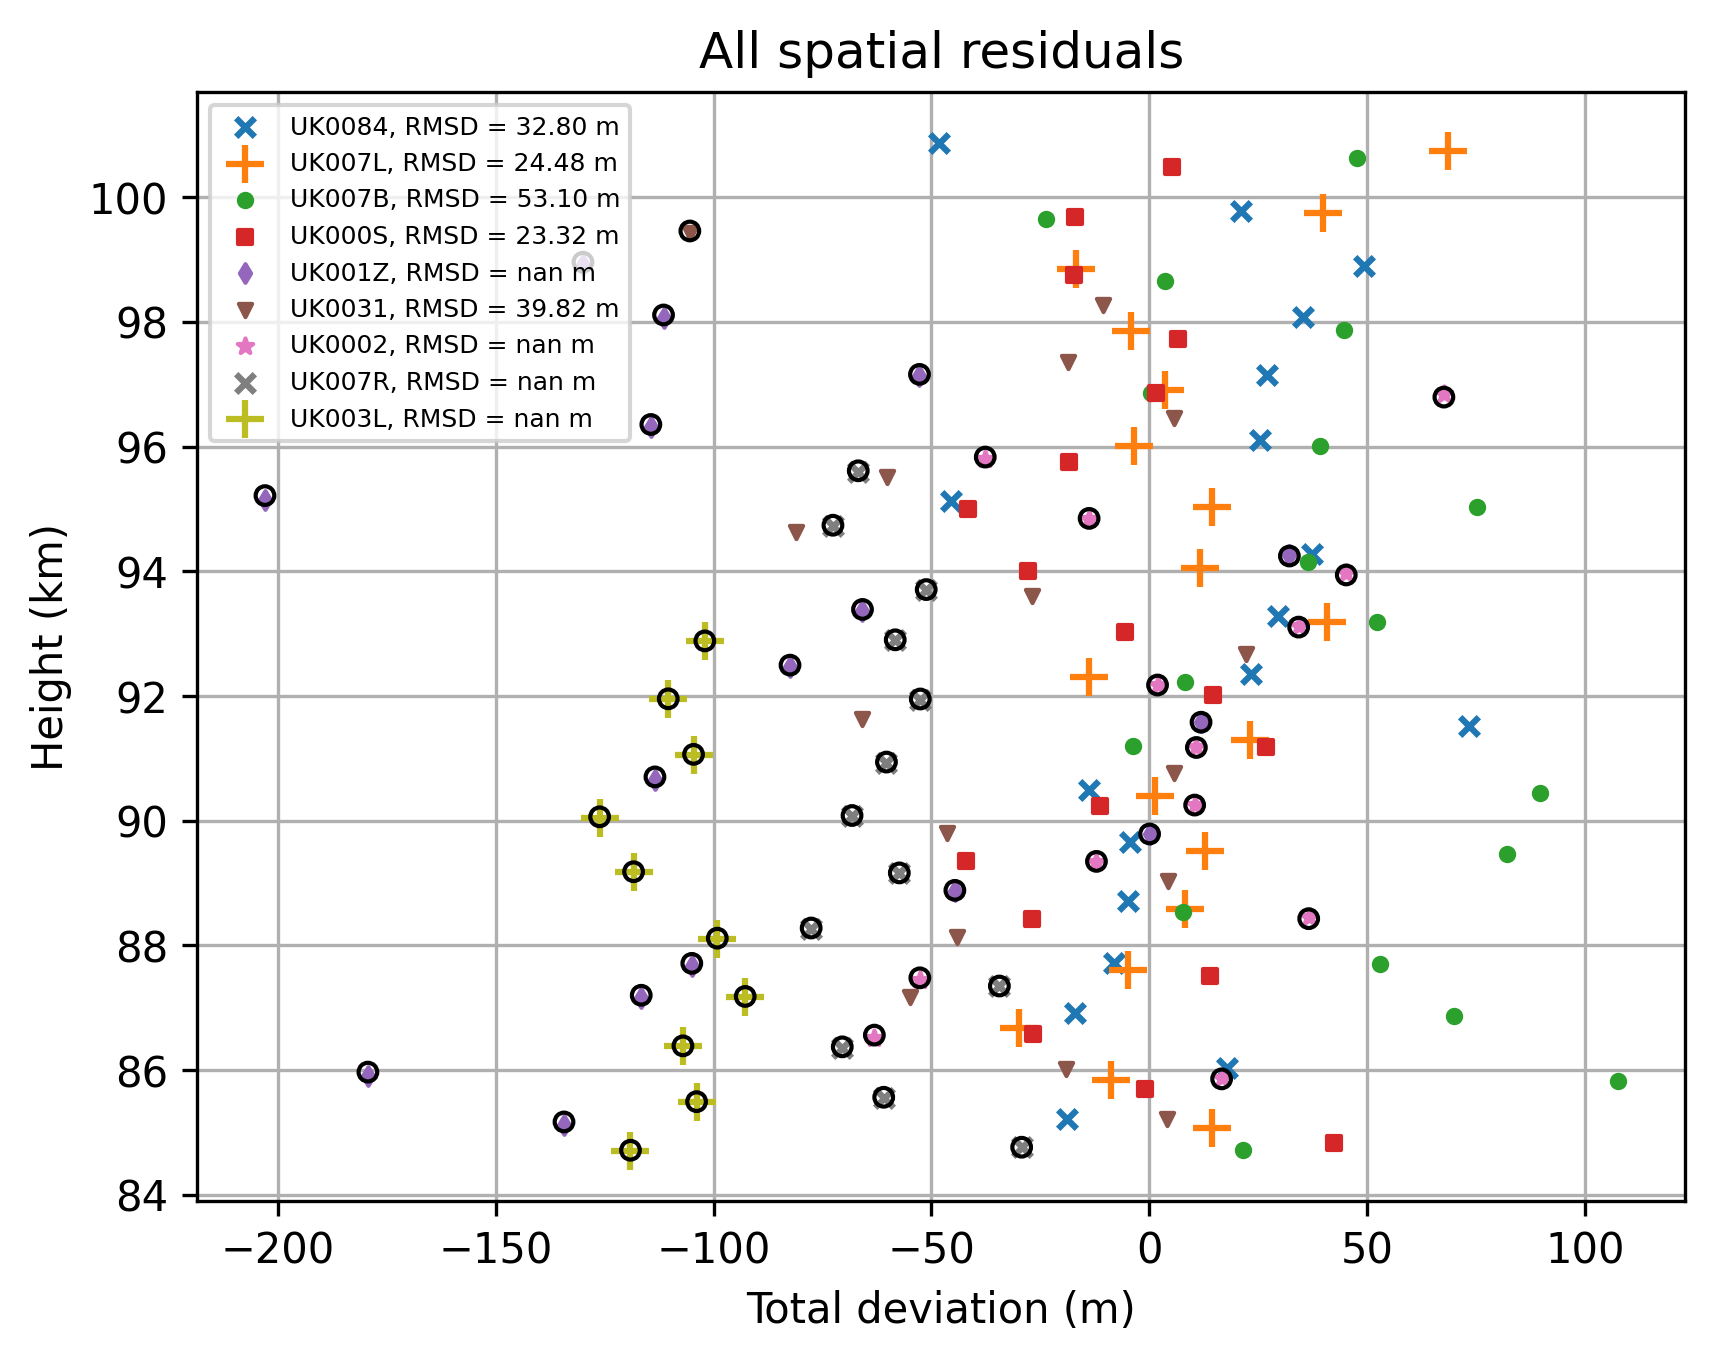 All spatial residuals
UK0084, RMSD = 32.80 m
UK007L, RMSD = 24.48 m
UK007B, RMSD = 53.10 m
UK000S, RMSD = 23.32 m
UK001Z, RMSD = nan m
UK0031, RMSD = 39.82 m
UK0002, RMSD = nan m
UK007R, RMSD = nan m
UK003L, RMSD = nan m
Height (km)
100
98
96
94
92
90
88
86
84
−200 −150 −100 −50 0 50 100
Total deviation (m)